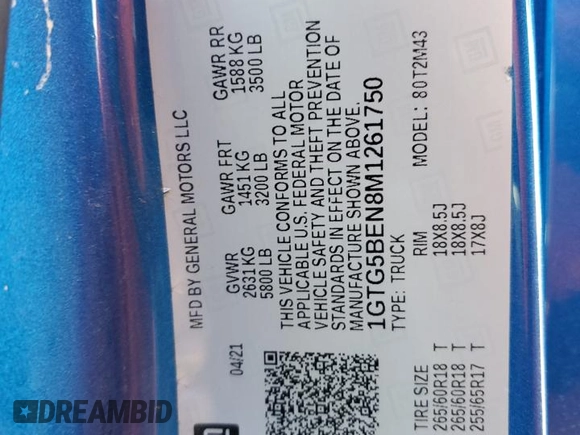 MFD BY GENERAL MOTORS LLC
04/21
GVWR
2631 KG
5800 LB
GAWR FRT
1451 KG
3200 LB
GAWR RR
1588 KG
3500 LB
THIS VEHICLE CONFORMS TO ALL
APPLICABLE U.S. FEDERAL MOTOR
VEHICLE SAFETY AND THEFT PREVENTION
STANDARDS IN EFFECT ON THE DATE OF
MANUFACTURE SHOWN ABOVE.
1GTG5BEN8M1261750
TYPE: TRUCK
MODEL: 80T2M43
TIRE SIZE RIM
265/60R18 T 18X8.5J
265/60R18 T 18X8.5J
255/65R17 T 17X8J
DREAMBID